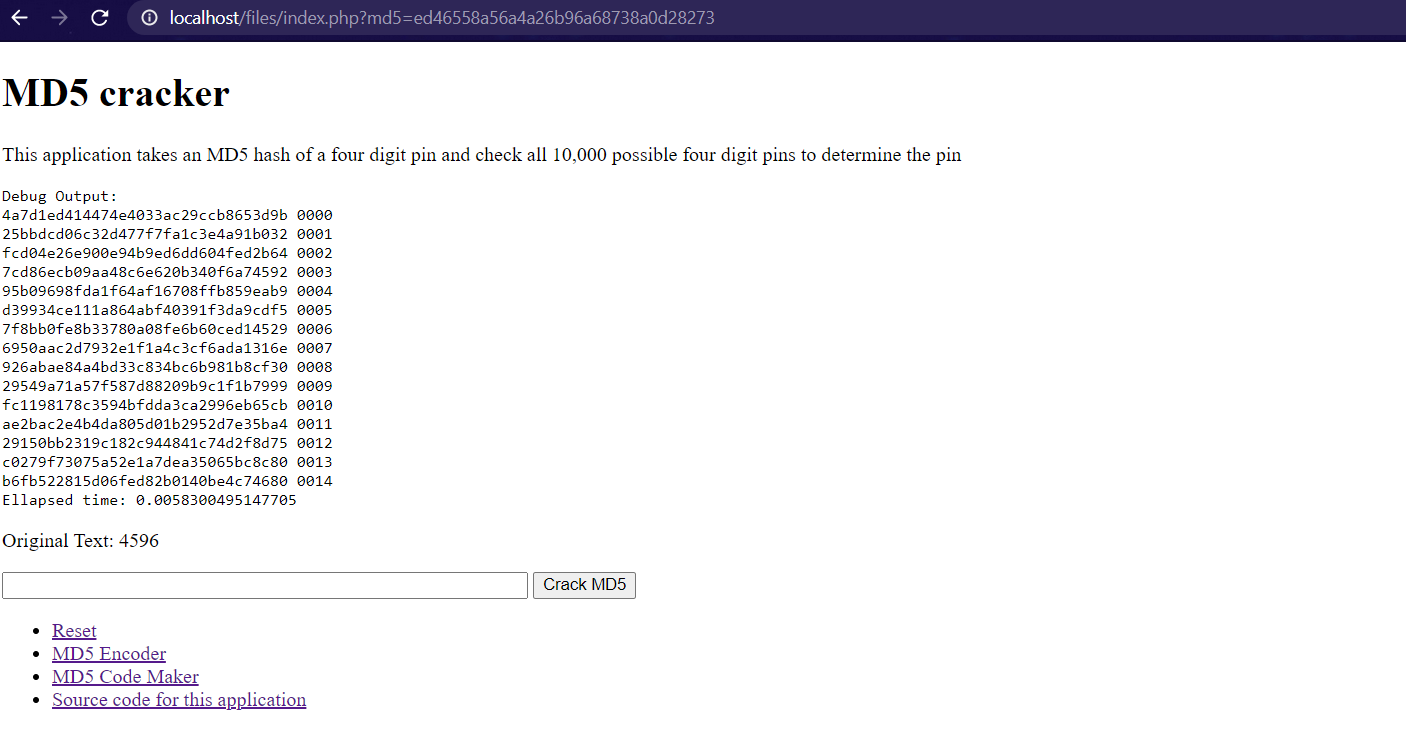 localhost/files/index.php?md5=ed46558a56a4a26b96a68738a0d28273
MD5 cracker
This application takes an MD5 hash of a four digit pin and check all 10,000 possible four digit pins to determine the pin
Debug Output:
4a7d1ed414474e4033ac29ccb8653d9b 0000
25bbdcd06c32d477f7fa1c3e4a91b032 0001
fcd04e26e900e94b9ed6dd604fed2b64 0002
7cd86ecb09aa48c6e620b340f6a74592 0003
95b09698fda1f64af16708ffb859eab9 0004
d39934ce111a864abf40391f3da9cdf5 0005
7f8bb0fe8b33780a08fe6b60ced14529 0006
6950aac2d7932e1f1a4c3cf6ada1316e 0007
926abae84a4bd33c834bc6b981b8cf30 0008
29549a71a57f587d88209b9c1f1b7999 0009
fc1198178c3594bfdda3ca2996eb65cb 0010
ae2bac2e4b4da805d01b2952d7e35ba4 0011
29150bb2319c182c944841c74d2f8d75 0012
c0279f73075a52e1a7dea35065bc8c80 0013
b6fb522815d06fed82b0140be4c74680 0014
Ellapsed time: 0.0058300495147705
Original Text: 4596
Crack MD5
Reset
MD5 Encoder
MD5 Code Maker
Source code for this application